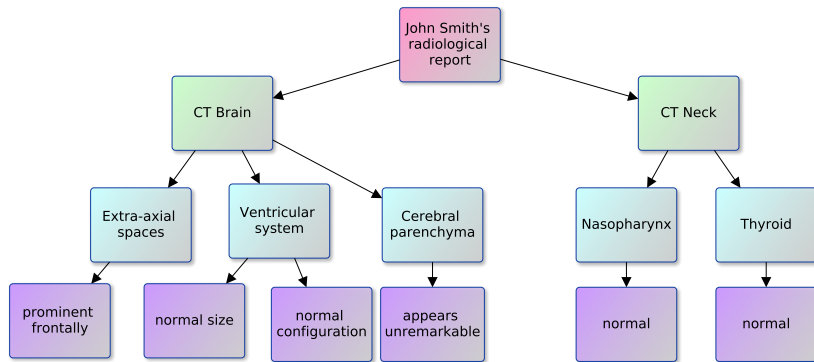 John Smith's
radiological
report
CT Brain
CT Neck
Extra-axial
spaces
Ventricular
system
Cerebral
parenchyma
Nasopharynx
Thyroid
prominent
frontally
normal size
normal
configuration
appears
unremarkable
normal
normal